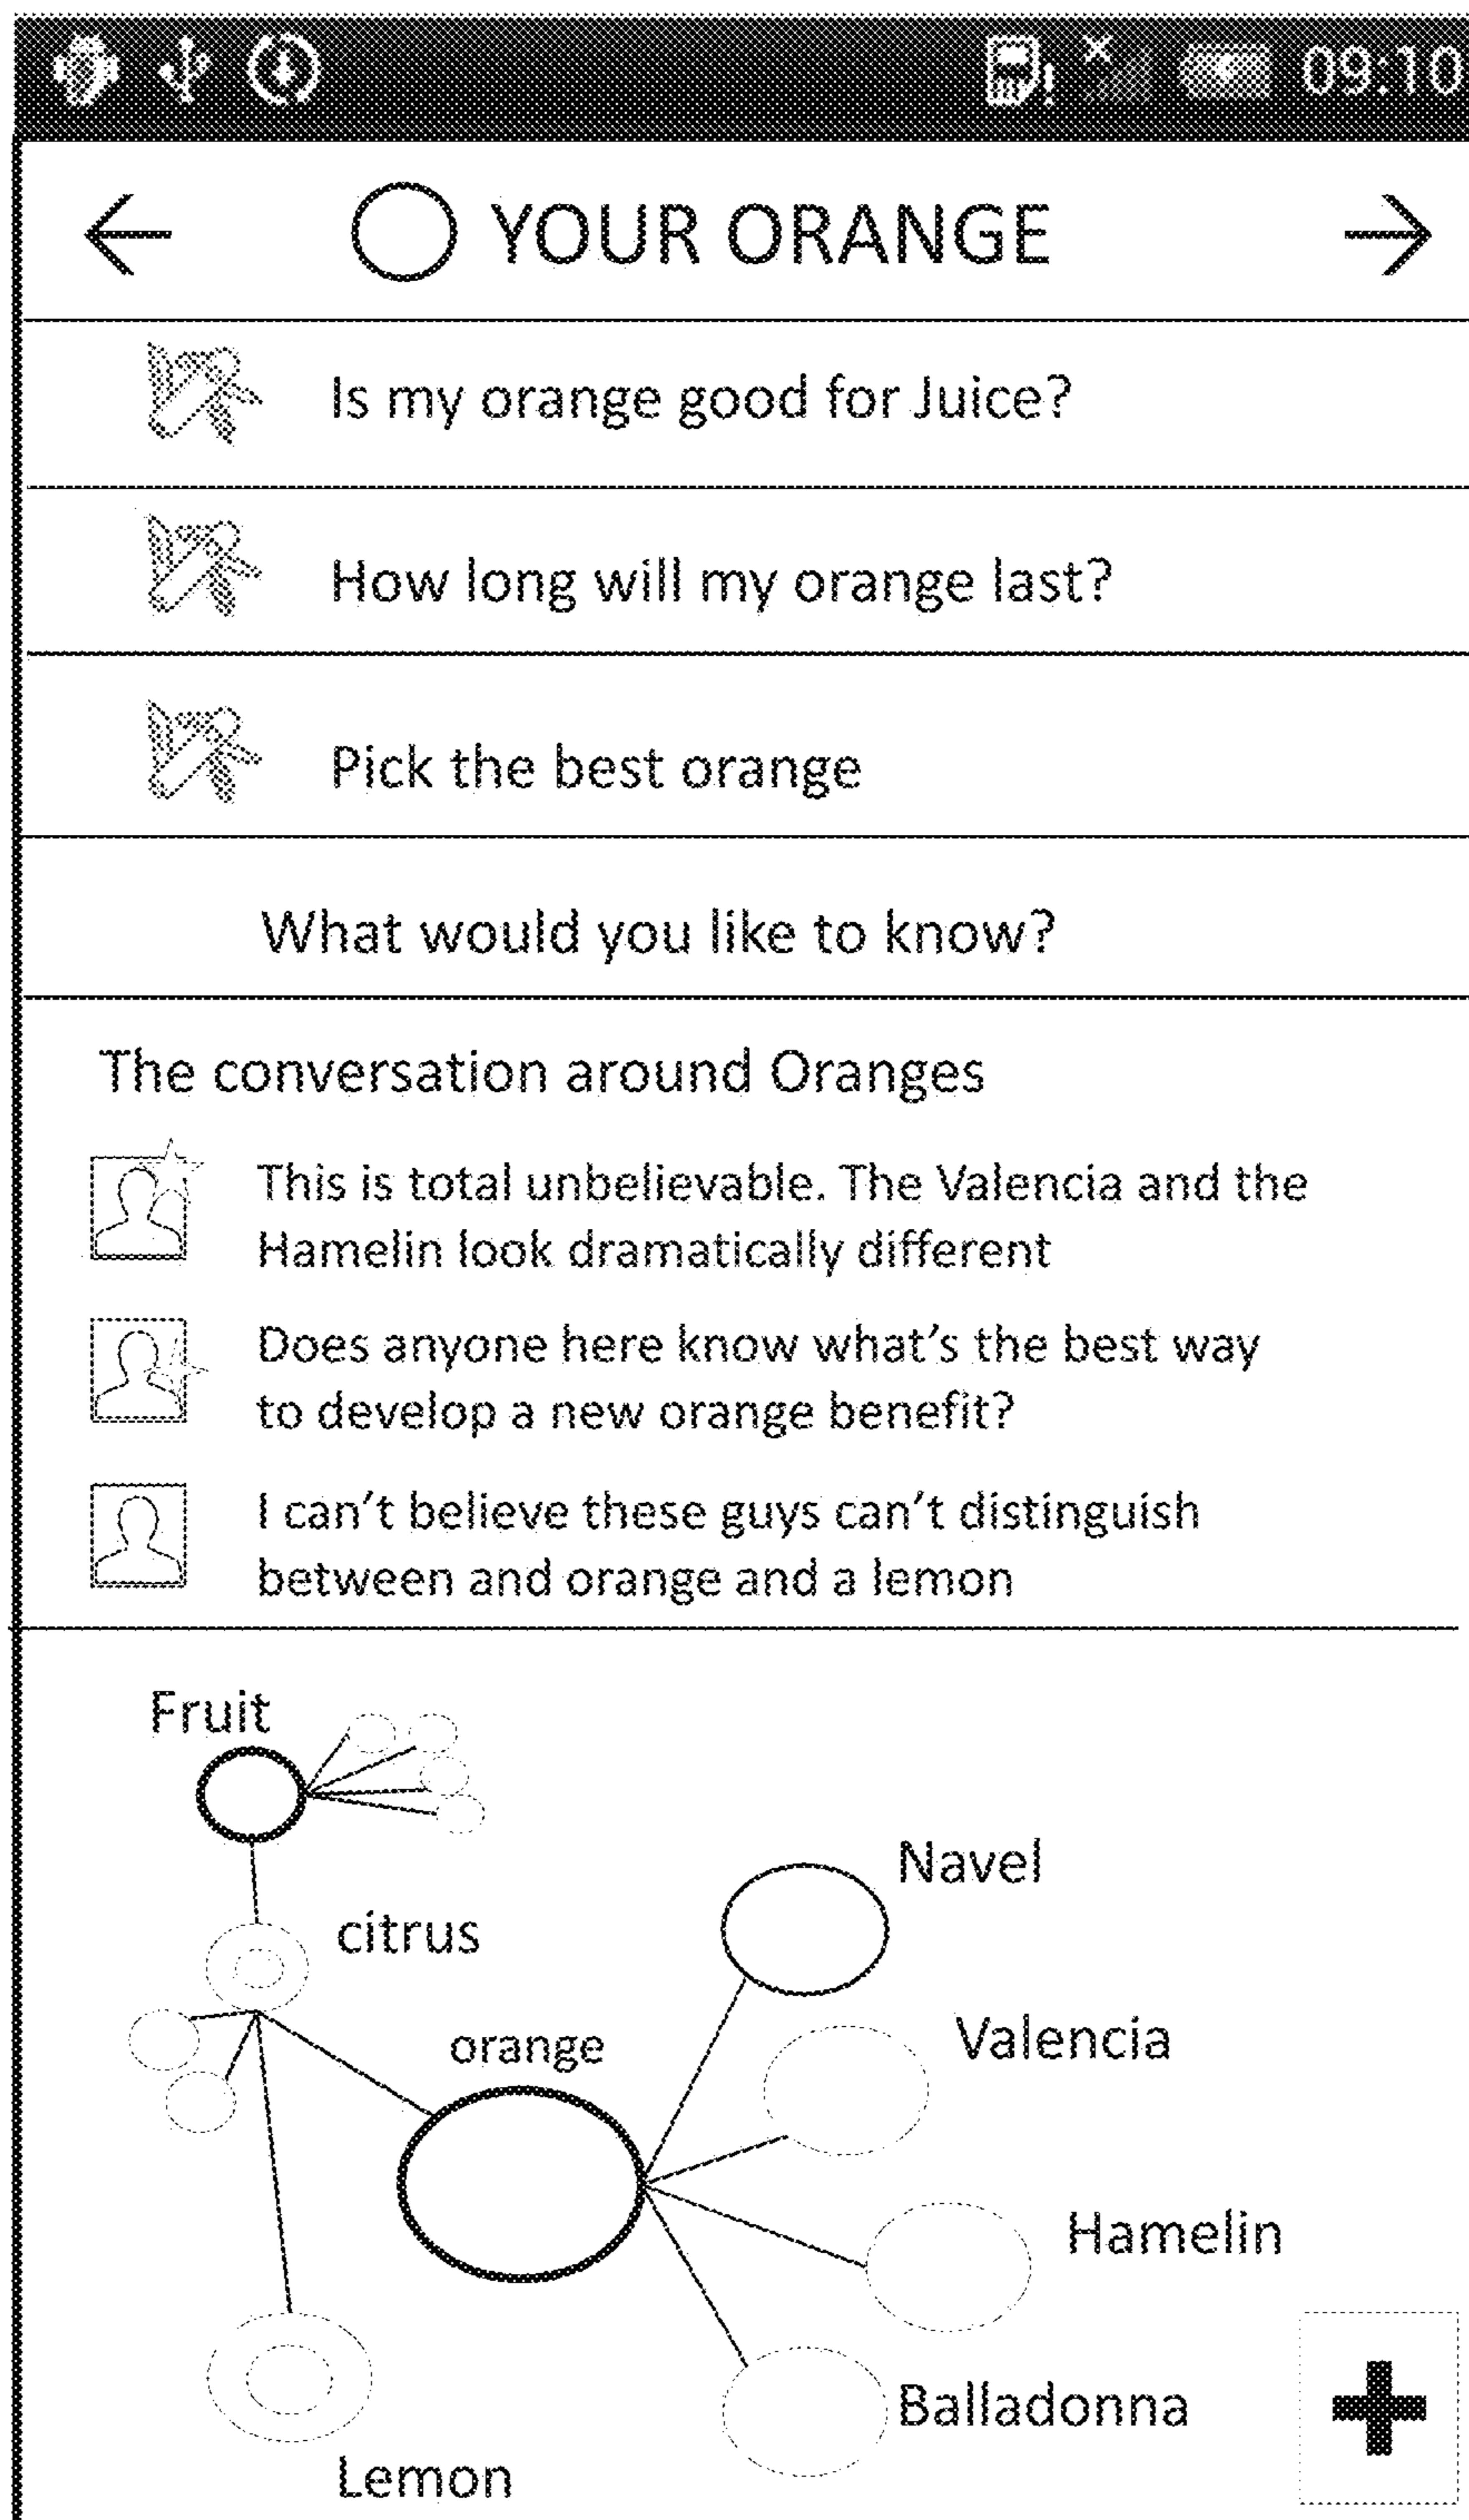 09:10
YOUR ORANGE
Is my orange good for Juice?
How long will my orange last?
Pick the best orange
What would you like to know?
The conversation around Oranges
This is total unbelievable. The Valencia and the
Hamelin look dramatically different
Does anyone here know what's the best way
to develop a new orange benefit?
I can't believe these guys can't distinguish
between and orange and a lemon
Fruit
Navel
citrus
Valencia
orange
Hamelin
Balladonna
Lemon